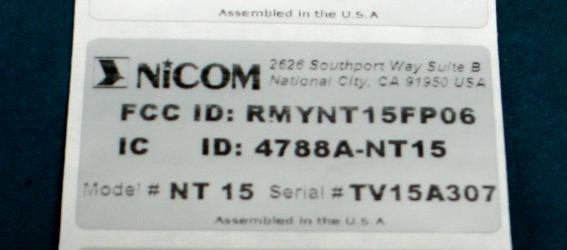 Assembled in the U.S.A
NiCOM 2626 Southport Way Suite B
National City, CA 91950 USA
FCC ID: RMYNT15FP06
IC ID: 4788A-NT15
Model # NT 15 Serial # TV15A307
Assembled in the U.S.A